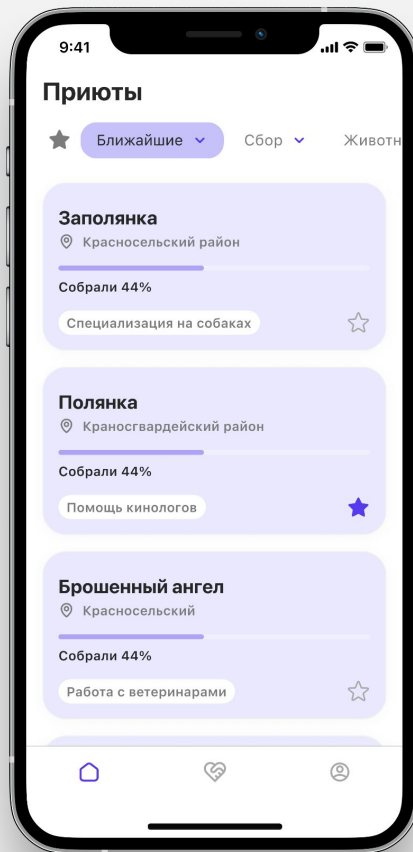 9:41
Приюты
Ближайшие
Сбор
Животн
Заполянка
Красносельский район
Собрали 44%
Специализация на собаках
Полянка
Краносгвардейский район
Собрали 44%
Помощь кинологов
Брошенный ангел
Красносельский
Собрали 44%
Работа с ветеринарами